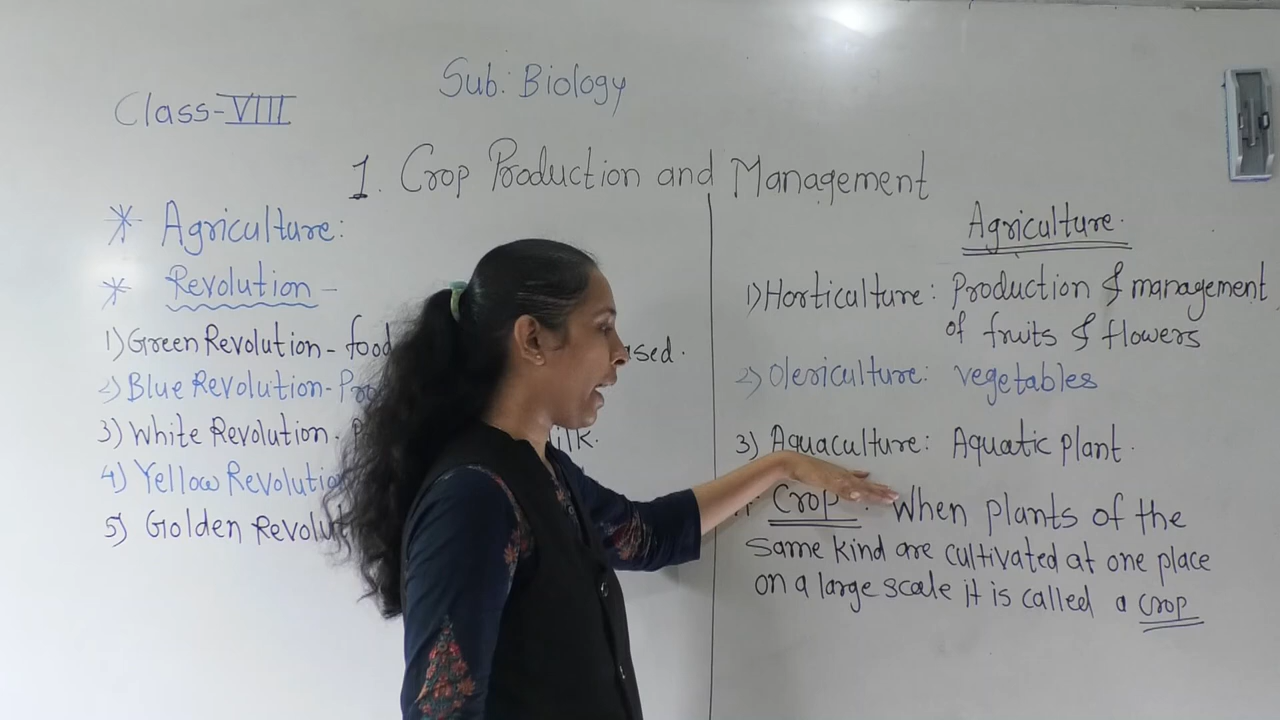 Sub: Biology
Class-VIII
1. Crop Production and Management
* Agriculture:
* Revolution -
1) Green Revolution - food
2) Blue Revolution -
3) White Revolution.
4) Yellow
5) Golden
Agriculture.
1) Horticulture: Production & management
of fruits & flowers
2) Olericulture: vegetables
3) Aquaculture: Aquatic plant.
Crop: When plants of the
same kind are cultivated at one place
on a large scale it is called a crop